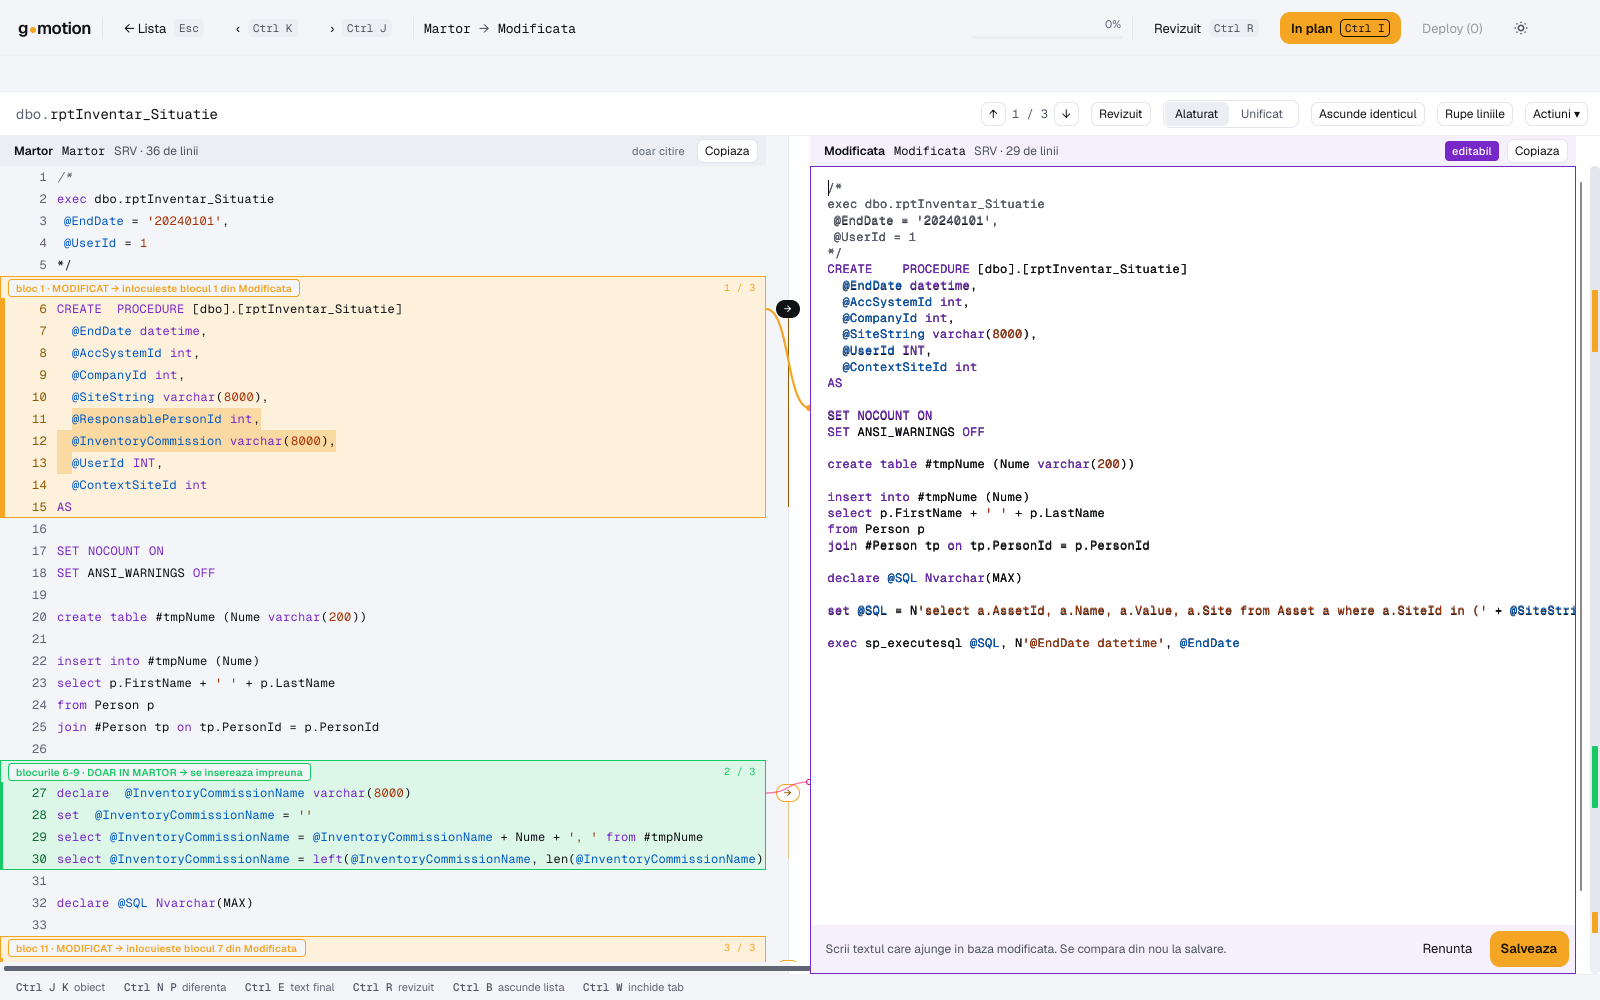 g•motion
← Lista Esc
‹ Ctrl K
› Ctrl J
Martor → Modificata
0%
Revizuit Ctrl R
In plan Ctrl I
Deploy (0)
dbo.rptInventar_Situatie
↑ 1 / 3 ↓
Revizuit
Alaturat Unificat
Ascunde identicul
Rupe liniile
Actiuni ▾
Martor Martor SRV · 36 de linii
doar citire
Copiaza
1 /*
2 exec dbo.rptInventar_Situatie
3  @EndDate = '20240101',
4  @UserId = 1
5 */
bloc 1 · MODIFICAT → inlocuieste blocul 1 din Modificata
1 / 3
6 CREATE  PROCEDURE [dbo].[rptInventar_Situatie]
7   @EndDate datetime,
8   @AccSystemId int,
9   @CompanyId int,
10   @SiteString varchar(8000),
11   @ResponsablePersonId int,
12   @InventoryCommission varchar(8000),
13   @UserId INT,
14   @ContextSiteId int
15 AS
16
17 SET NOCOUNT ON
18 SET ANSI_WARNINGS OFF
19
20 create table #tmpNume (Nume varchar(200))
21
22 insert into #tmpNume (Nume)
23 select p.FirstName + ' ' + p.LastName
24 from Person p
25 join #Person tp on tp.PersonId = p.PersonId
26
blocurile 6-9 · DOAR IN MARTOR → se insereaza impreuna
2 / 3
27 declare  @InventoryCommissionName varchar(8000)
28 set  @InventoryCommissionName = ''
29 select @InventoryCommissionName = @InventoryCommissionName + Nume + ', ' from #tmpNume
30 select @InventoryCommissionName = left(@InventoryCommissionName, len(@InventoryCommissionName)
31
32 declare @SQL Nvarchar(MAX)
33
bloc 11 · MODIFICAT → inlocuieste blocul 7 din Modificata
3 / 3
→
→
Modificata Modificata SRV · 29 de linii
editabil
Copiaza
/*
exec dbo.rptInventar_Situatie
 @EndDate = '20240101',
 @UserId = 1
*/
CREATE    PROCEDURE [dbo].[rptInventar_Situatie]
  @EndDate datetime,
  @AccSystemId int,
  @CompanyId int,
  @SiteString varchar(8000),
  @UserId INT,
  @ContextSiteId int
AS
SET NOCOUNT ON
SET ANSI_WARNINGS OFF
create table #tmpNume (Nume varchar(200))
insert into #tmpNume (Nume)
select p.FirstName + ' ' + p.LastName
from Person p
join #Person tp on tp.PersonId = p.PersonId
declare @SQL Nvarchar(MAX)
set @SQL = N'select a.AssetId, a.Name, a.Value, a.Site from Asset a where a.SiteId in (' + @SiteStri
exec sp_executesql @SQL, N'@EndDate datetime', @EndDate
Scrii textul care ajunge in baza modificata. Se compara din nou la salvare.
Renunta
Salveaza
Ctrl J K obiect
Ctrl N P diferenta
Ctrl E text final
Ctrl R revizuit
Ctrl B ascunde lista
Ctrl W inchide tab